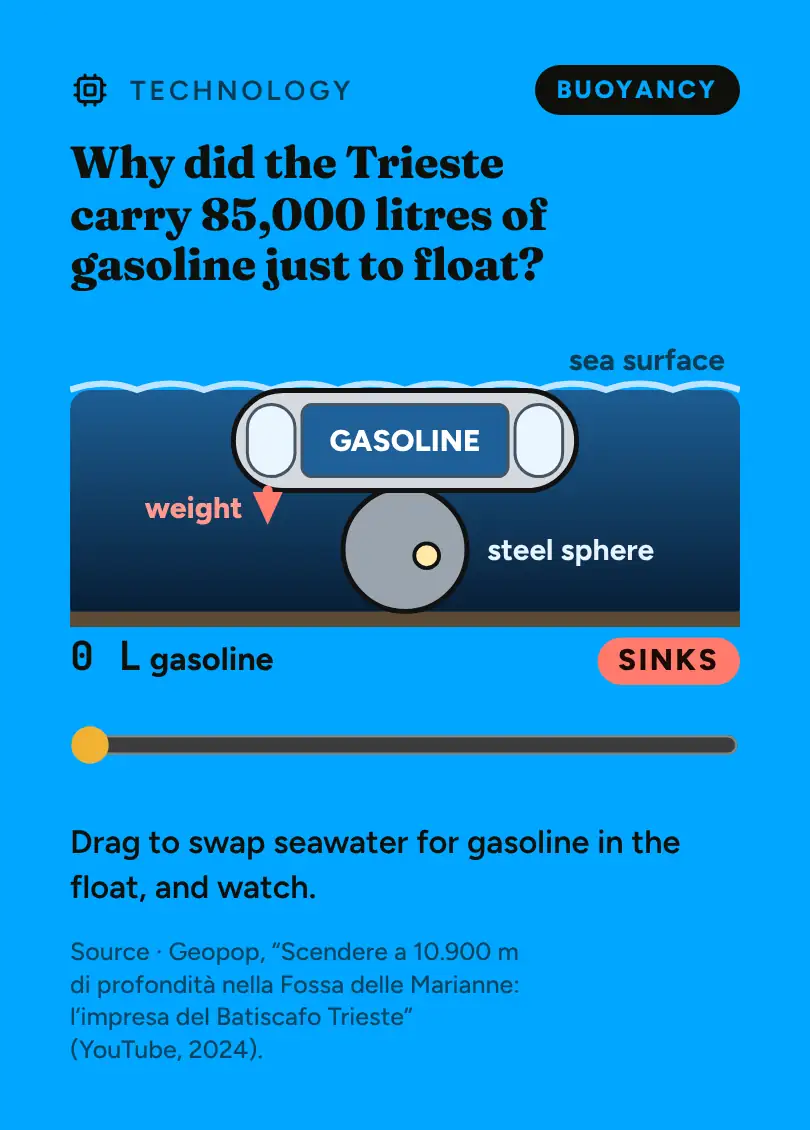 TECHNOLOGY
BUOYANCY
Why did the Trieste
carry 85,000 litres of
gasoline just to float?
sea surface
GASOLINE
weight
steel sphere
0 L gasoline
SINKS
Drag to swap seawater for gasoline in the
float, and watch.
Source · Geopop, “Scendere a 10.900 m
di profondità nella Fossa delle Marianne:
l’impresa del Batiscafo Trieste”
(YouTube, 2024).